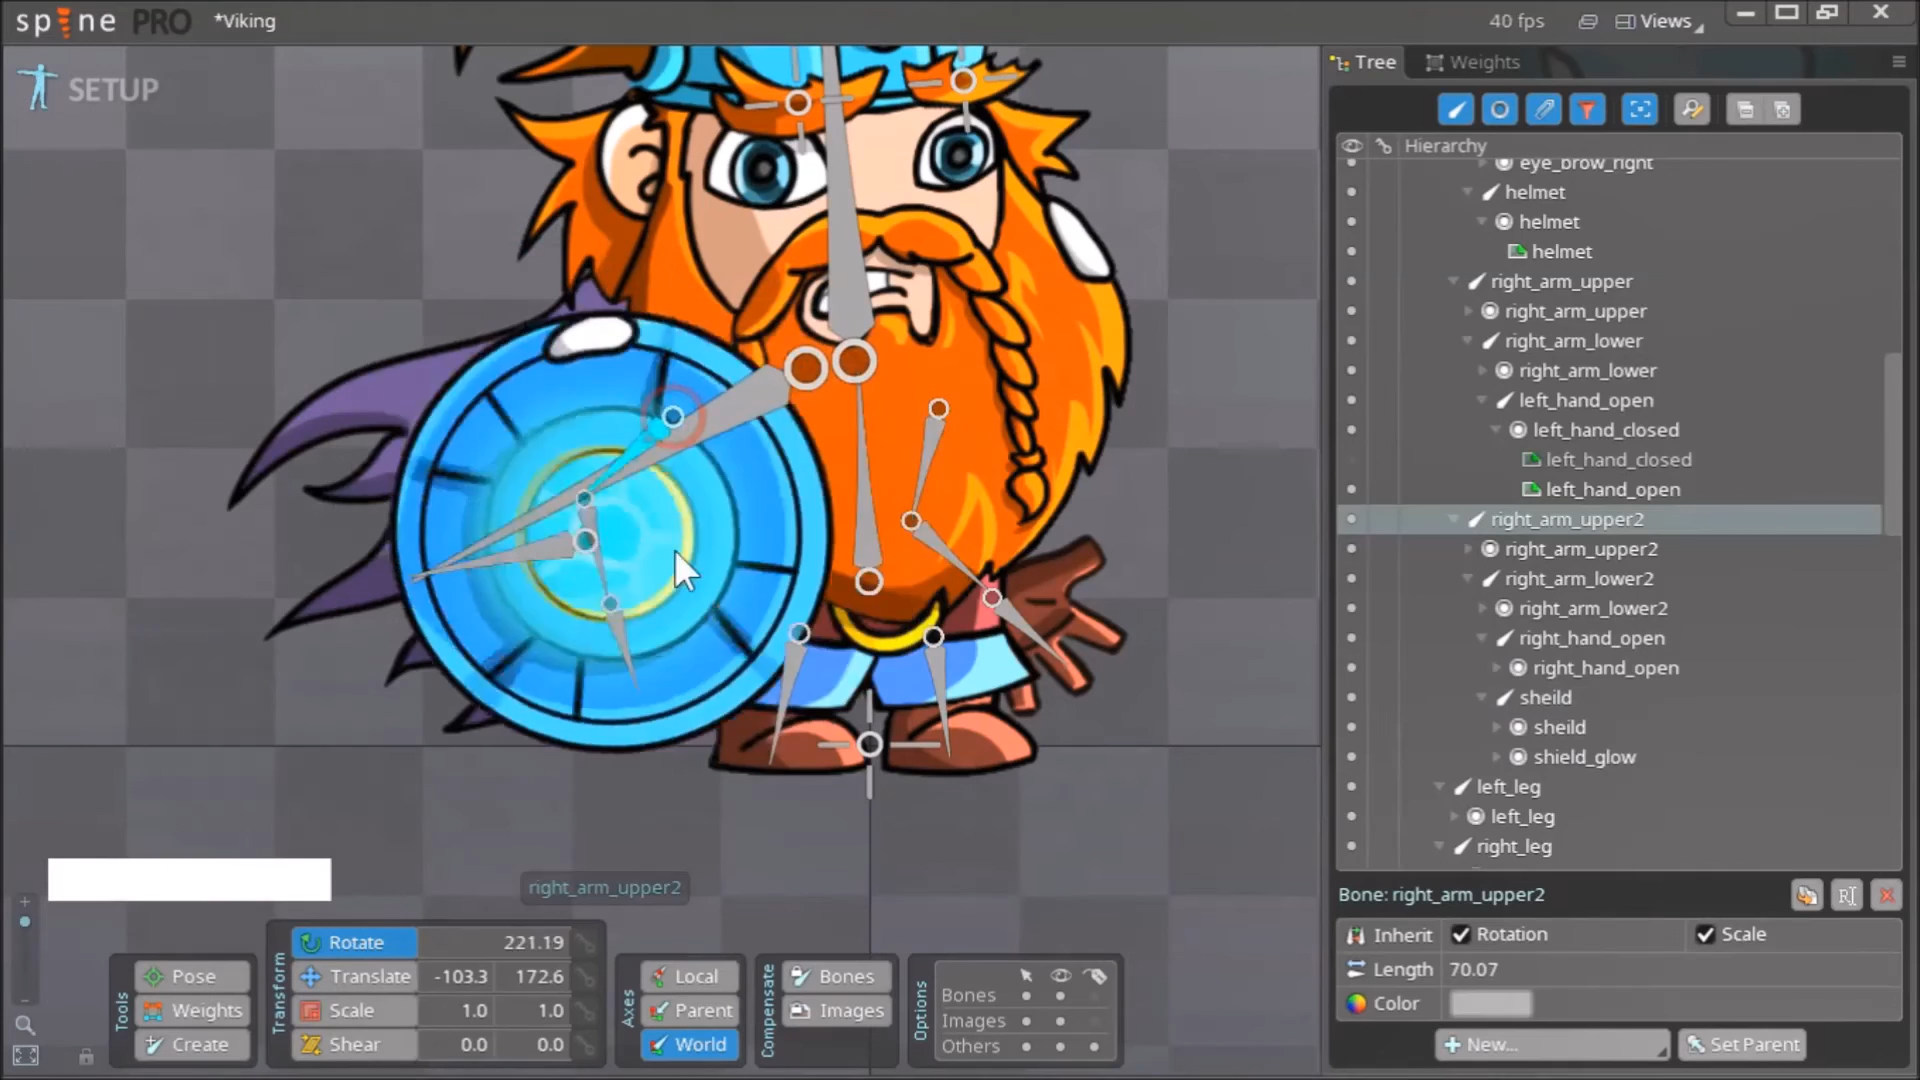 spine PRO *Viking 40 fps Views
SETUP
Tree Weights
Hierarchy
eye_brow_right
helmet
helmet
helmet
right_arm_upper
right_arm_upper
right_arm_lower
right_arm_lower
left_hand_open
left_hand_closed
left_hand_closed
left_hand_open
right_arm_upper2
right_arm_upper2
right_arm_lower2
right_arm_lower2
right_hand_open
right_hand_open
sheild
sheild
shield_glow
left_leg
left_leg
right_leg
right_arm_upper2
Bone: right_arm_upper2
Inherit Rotation Scale
Length 70.07
Color
New... Set Parent
Tools
Pose
Weights
Create
Transform
Rotate 221.19
Translate -103.3 172.6
Scale 1.0 1.0
Shear 0.0 0.0
Axes
Local
Parent
World
Compensate
Bones
Images
Options
Bones
Images
Others